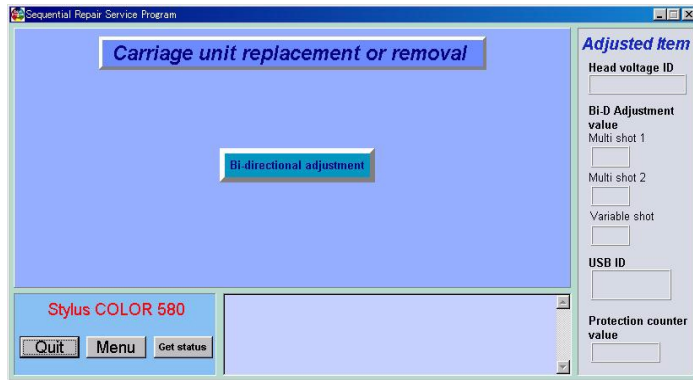 Sequential Repair Service Program
Carriage unit replacement or removal
Bi-directional adjustment
Stylus COLOR 580
Quit
Menu
Get status
Adjusted Item
Head voltage ID
Bi-D Adjustment
value
Multi shot 1
Multi shot 2
Variable shot
USB ID
Protection counter
value